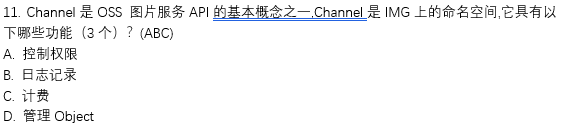 11. Channel 是 OSS 图片服务 API 的基本概念之一,Channel 是 IMG 上的命名空间,它具有以
下哪些功能（3 个）? (ABC)
A. 控制权限
B. 日志记录
C. 计费
D. 管理 Object